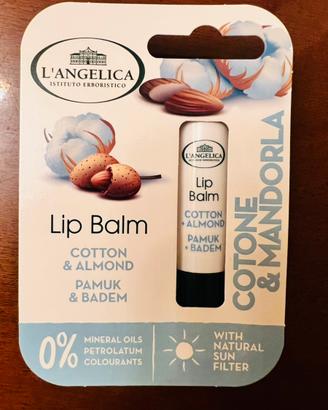 L'ANGELICA
ISTITUTO ERBORISTICO
Lip Balm
COTTON
& ALMOND
PAMUK
& BADEM
L'ANGELICA
Lip
Balm
COTTON
+ ALMOND
PAMUK
+ BADEM
COTONE
& MANDORLA
0%
MINERAL OILS
PETROLATUM
COLOURANTS
WITH
NATURAL
SUN
FILTER